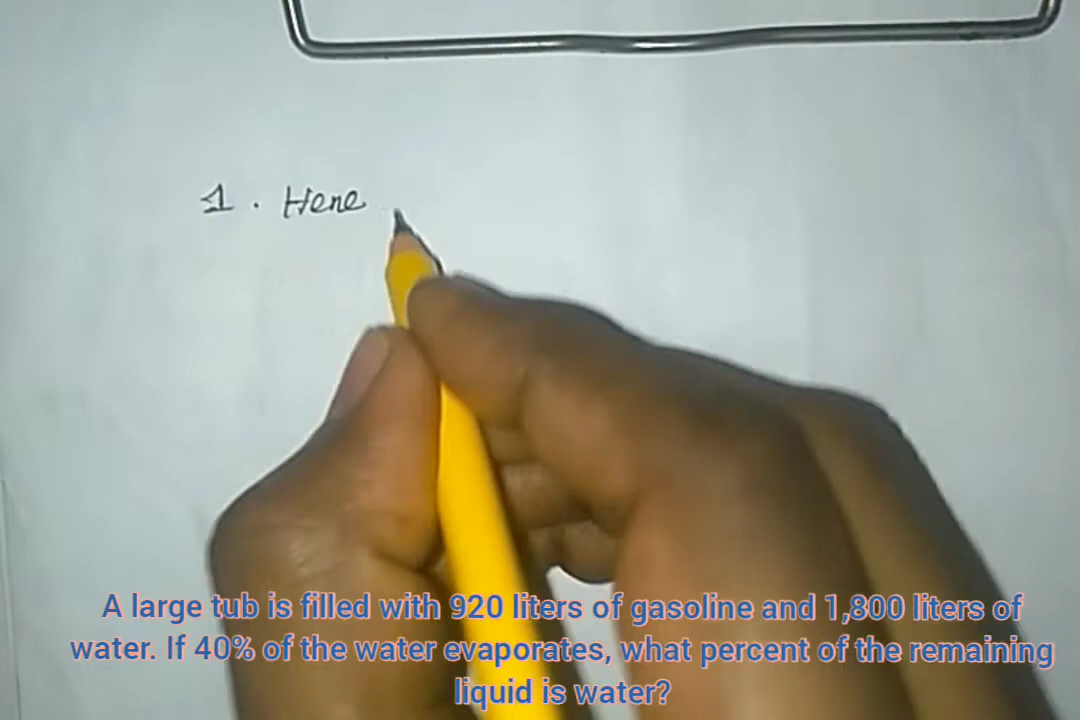 1. Here
A large tub is filled with 920 liters of gasoline and 1,800 liters of
water. If 40% of the water evaporates, what percent of the remaining
liquid is water?